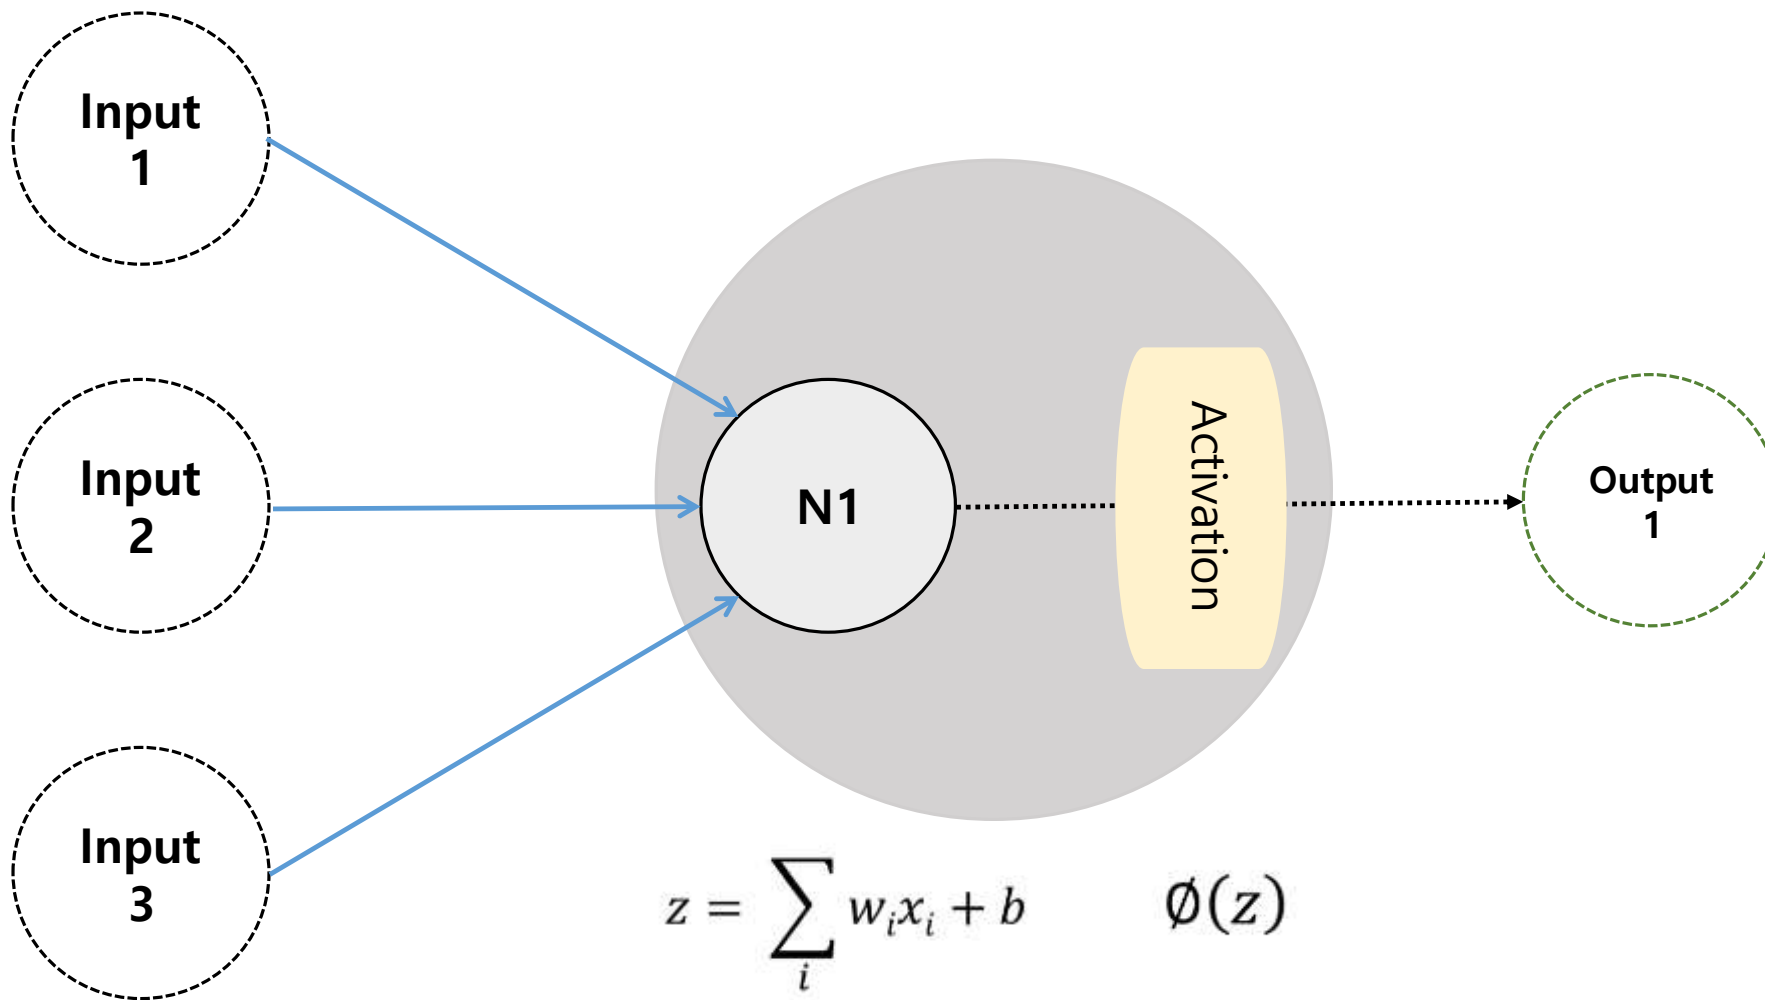 Input
1
Input
2
N1
Activation
Output
1
Input
3
z = ∑ᵢ wᵢxᵢ + b
∅(z)